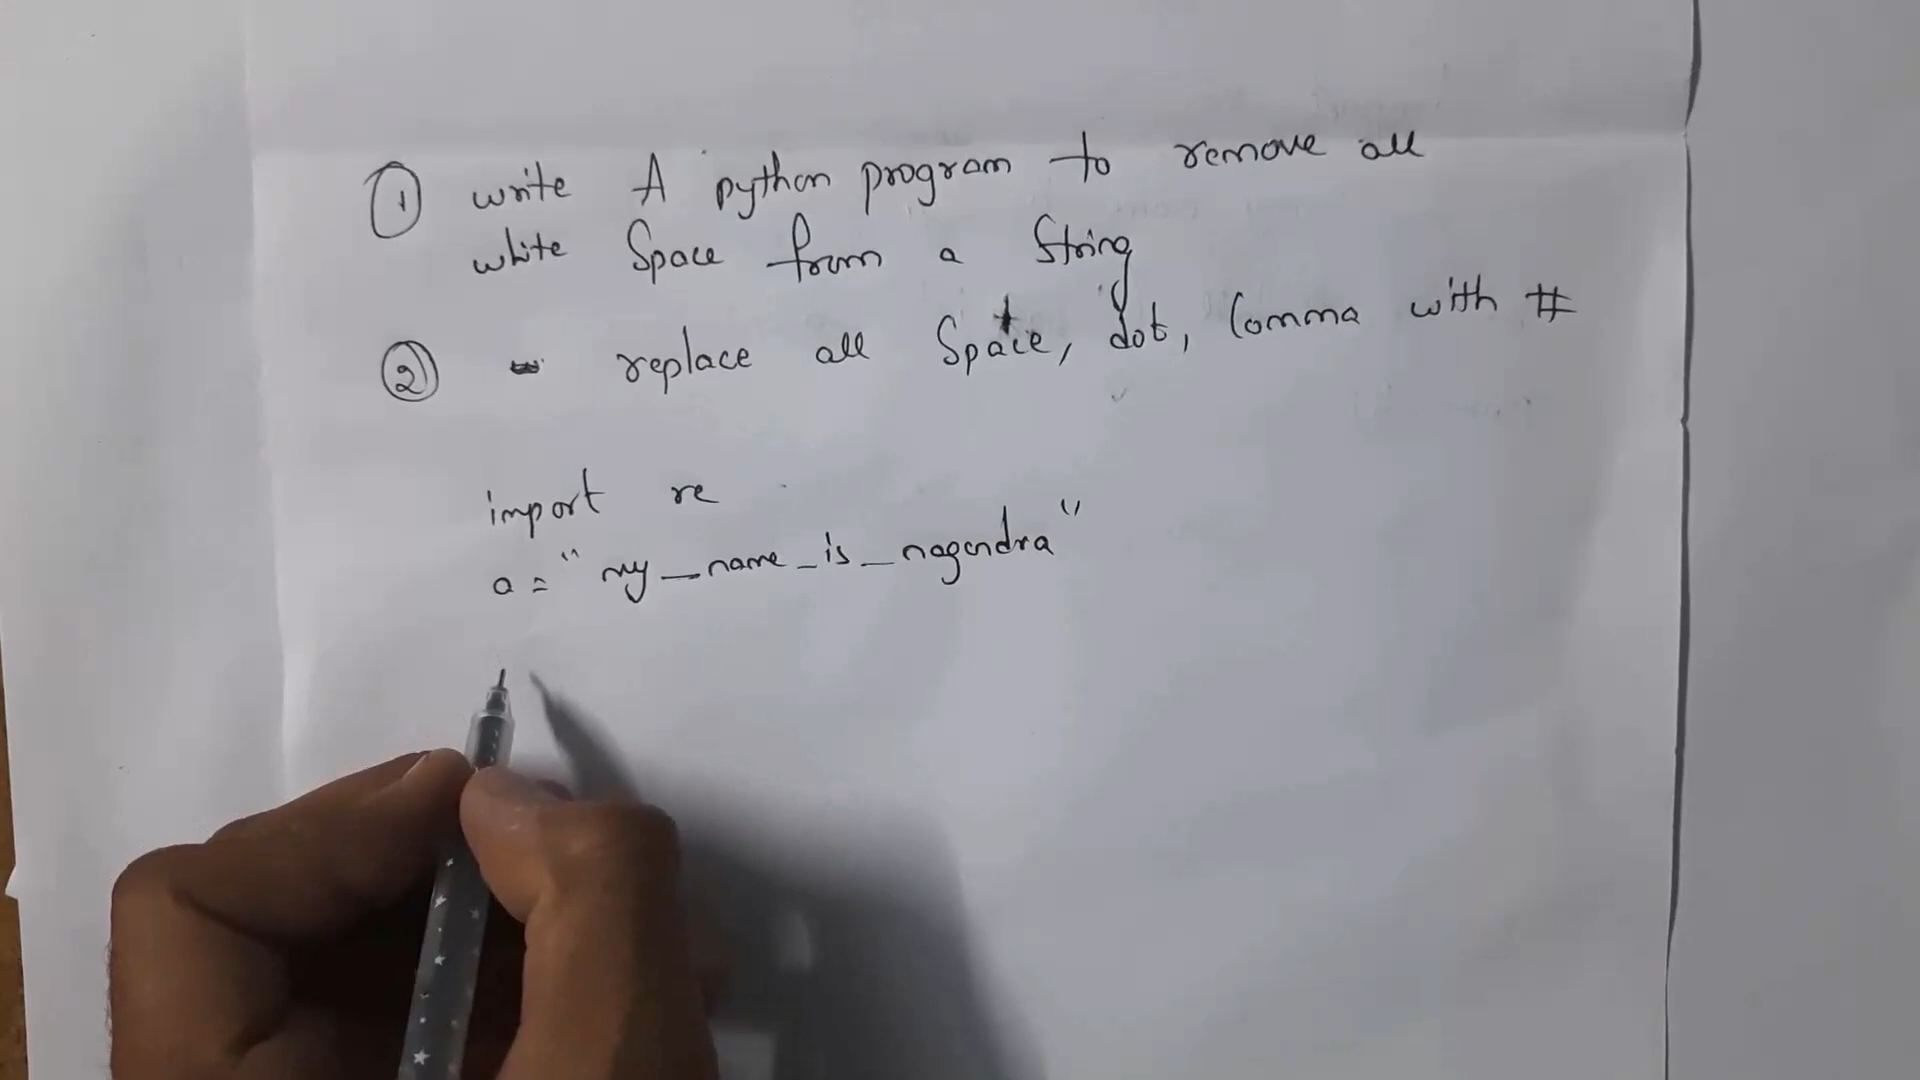 ① write A python program to remove all
white space from a string
② replace all space, dot, comma with #
import re
a = "my_name_is_nagendra"